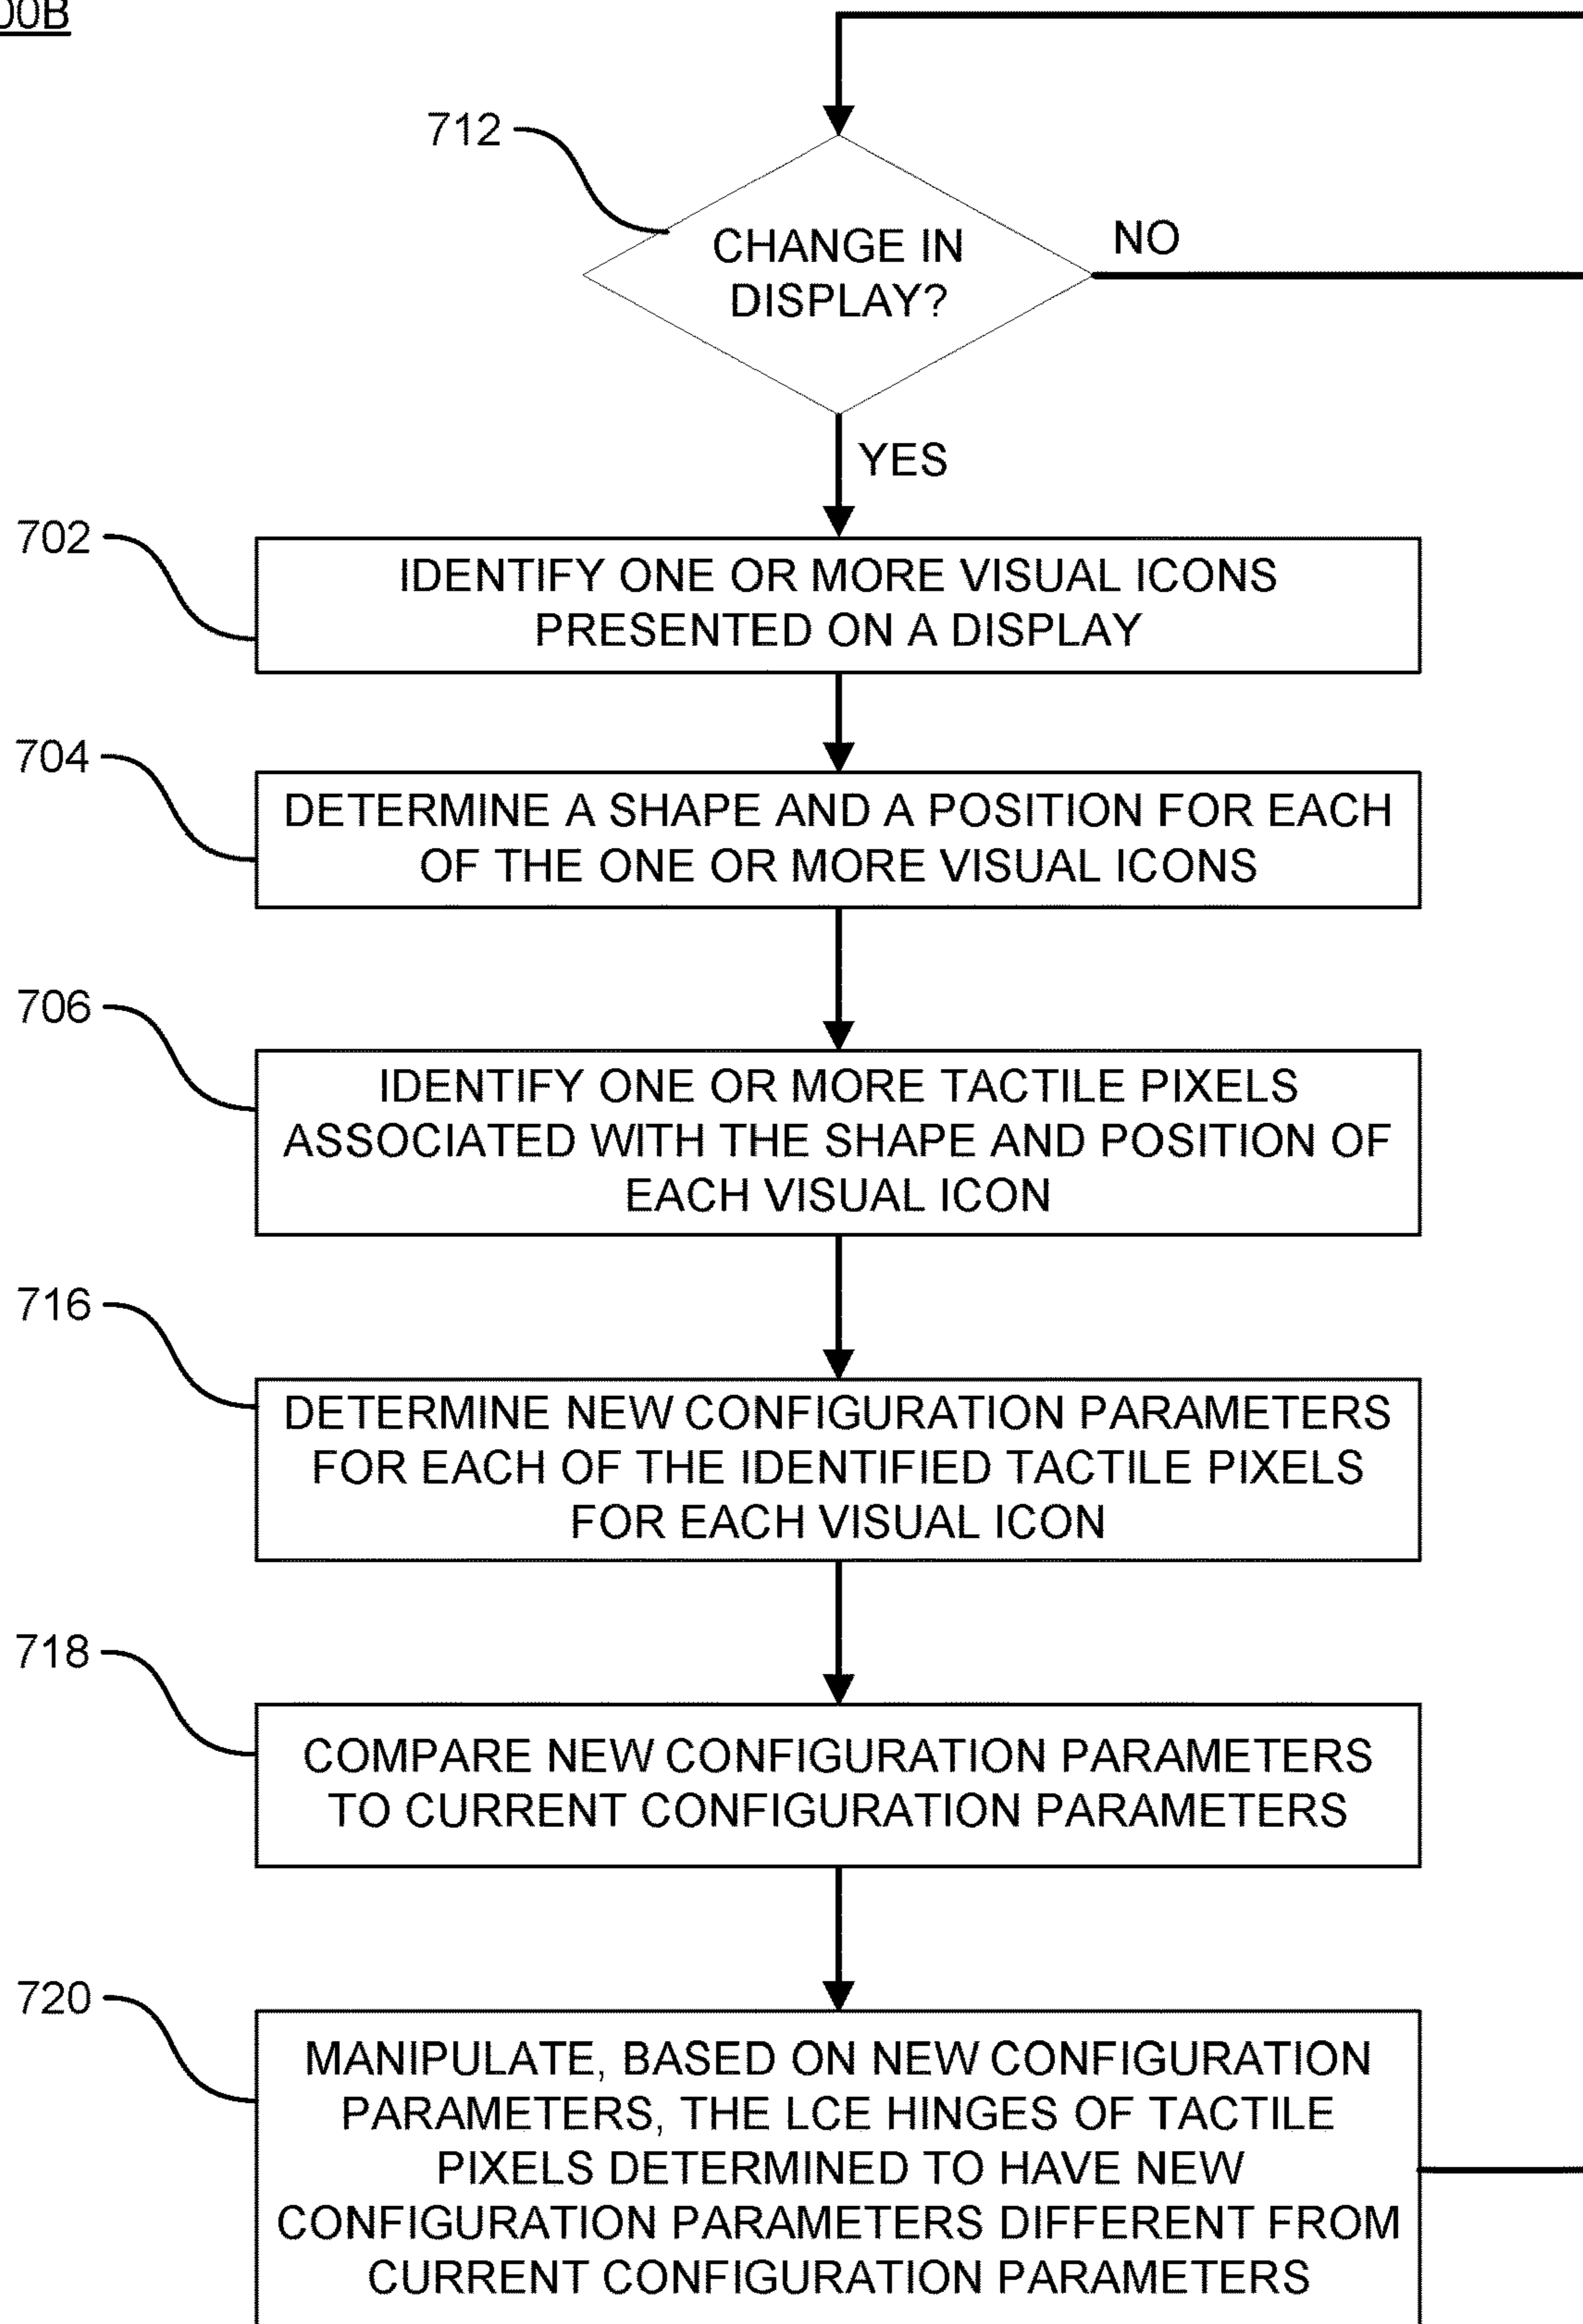 00B
712
CHANGE IN
DISPLAY?
NO
YES
702
IDENTIFY ONE OR MORE VISUAL ICONS
PRESENTED ON A DISPLAY
704
DETERMINE A SHAPE AND A POSITION FOR EACH
OF THE ONE OR MORE VISUAL ICONS
706
IDENTIFY ONE OR MORE TACTILE PIXELS
ASSOCIATED WITH THE SHAPE AND POSITION OF
EACH VISUAL ICON
716
DETERMINE NEW CONFIGURATION PARAMETERS
FOR EACH OF THE IDENTIFIED TACTILE PIXELS
FOR EACH VISUAL ICON
718
COMPARE NEW CONFIGURATION PARAMETERS
TO CURRENT CONFIGURATION PARAMETERS
720
MANIPULATE, BASED ON NEW CONFIGURATION
PARAMETERS, THE LCE HINGES OF TACTILE
PIXELS DETERMINED TO HAVE NEW
CONFIGURATION PARAMETERS DIFFERENT FROM
CURRENT CONFIGURATION PARAMETERS